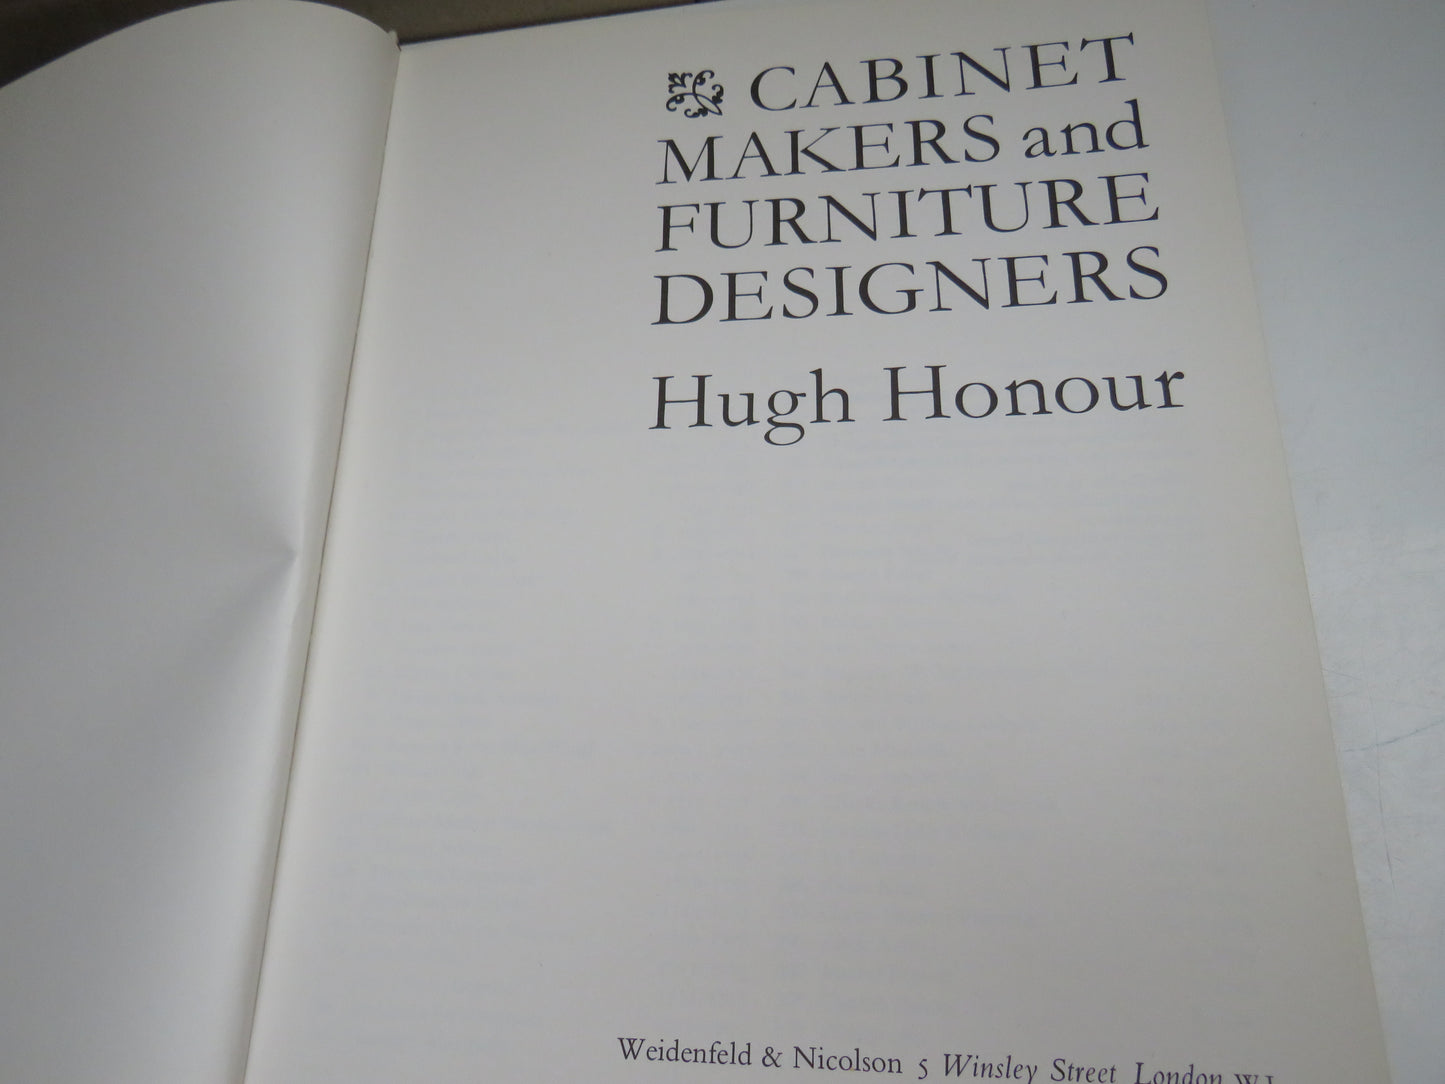 CABINET
MAKERS and
FURNITURE
DESIGNERS
Hugh Honour
Weidenfeld & Nicolson 5 Winsley Street London W1